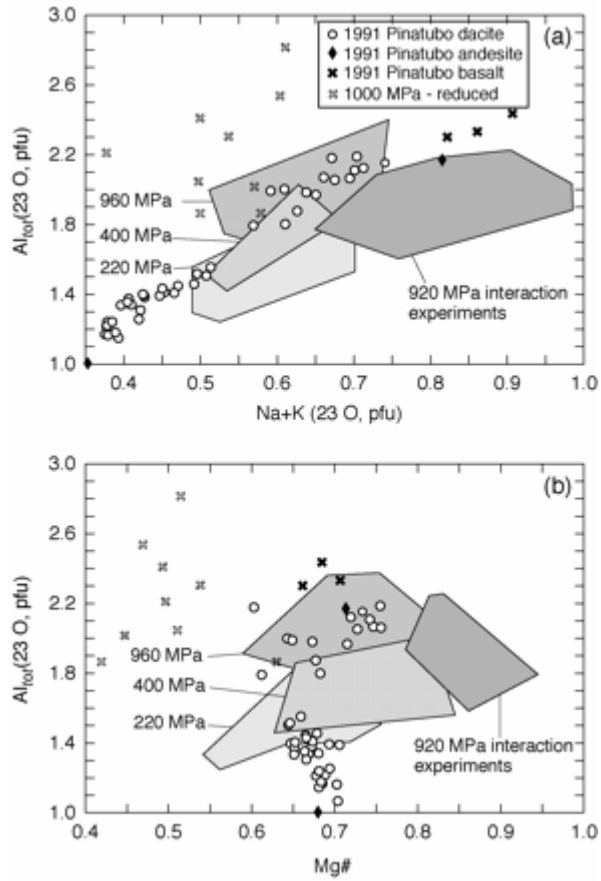 3.0
2.6
2.2
1.8
1.4
1.0
Al_tot (23 O, pfu)
(a)
1991 Pinatubo dacite
1991 Pinatubo andesite
1991 Pinatubo basalt
1000 MPa - reduced
960 MPa
400 MPa
220 MPa
920 MPa interaction
experiments
0.4 0.5 0.6 0.7 0.8 0.9 1.0
Na+K (23 O, pfu)
3.0
2.6
2.2
1.8
1.4
1.0
Al_tot (23 O, pfu)
(b)
960 MPa
400 MPa
220 MPa
920 MPa interaction
experiments
0.4 0.5 0.6 0.7 0.8 0.9 1.0
Mg#